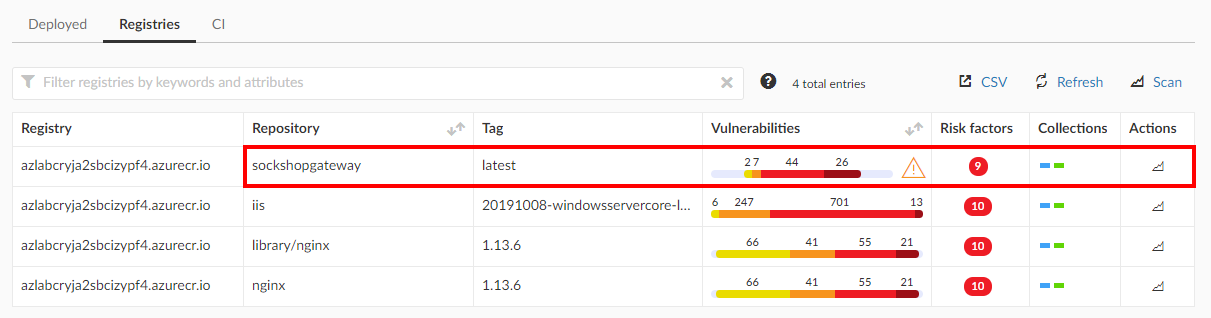 Deployed Registries CI
Filter registries by keywords and attributes ? 4 total entries CSV Refresh Scan
Registry Repository Tag Vulnerabilities Risk factors Collections Actions
azlabcryja2sbcizypf4.azurecr.io sockshopgateway latest 2 7 44 26 9
azlabcryja2sbcizypf4.azurecr.io iis 20191008-windowsservercore-l... 6 247 701 13 10
azlabcryja2sbcizypf4.azurecr.io library/nginx 1.13.6 66 41 55 21 10
azlabcryja2sbcizypf4.azurecr.io nginx 1.13.6 66 41 55 21 10